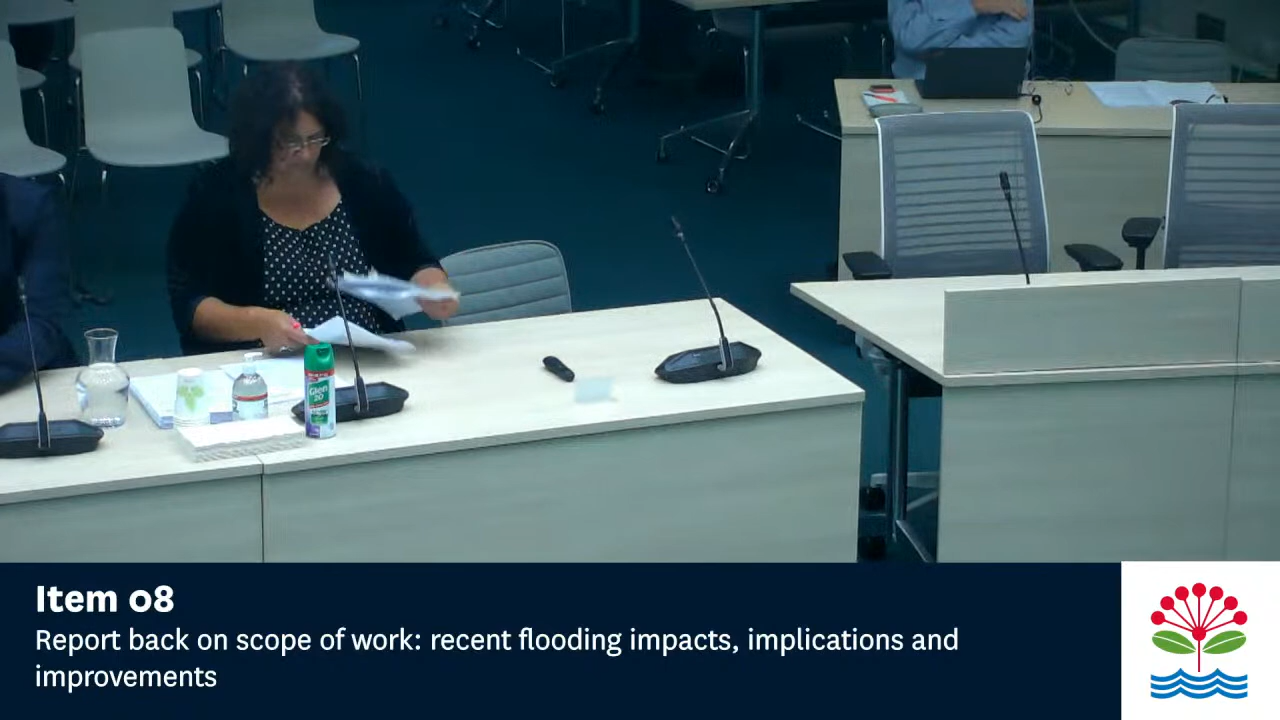 Glen
20
Item 08
Report back on scope of work: recent flooding impacts, implications and
improvements